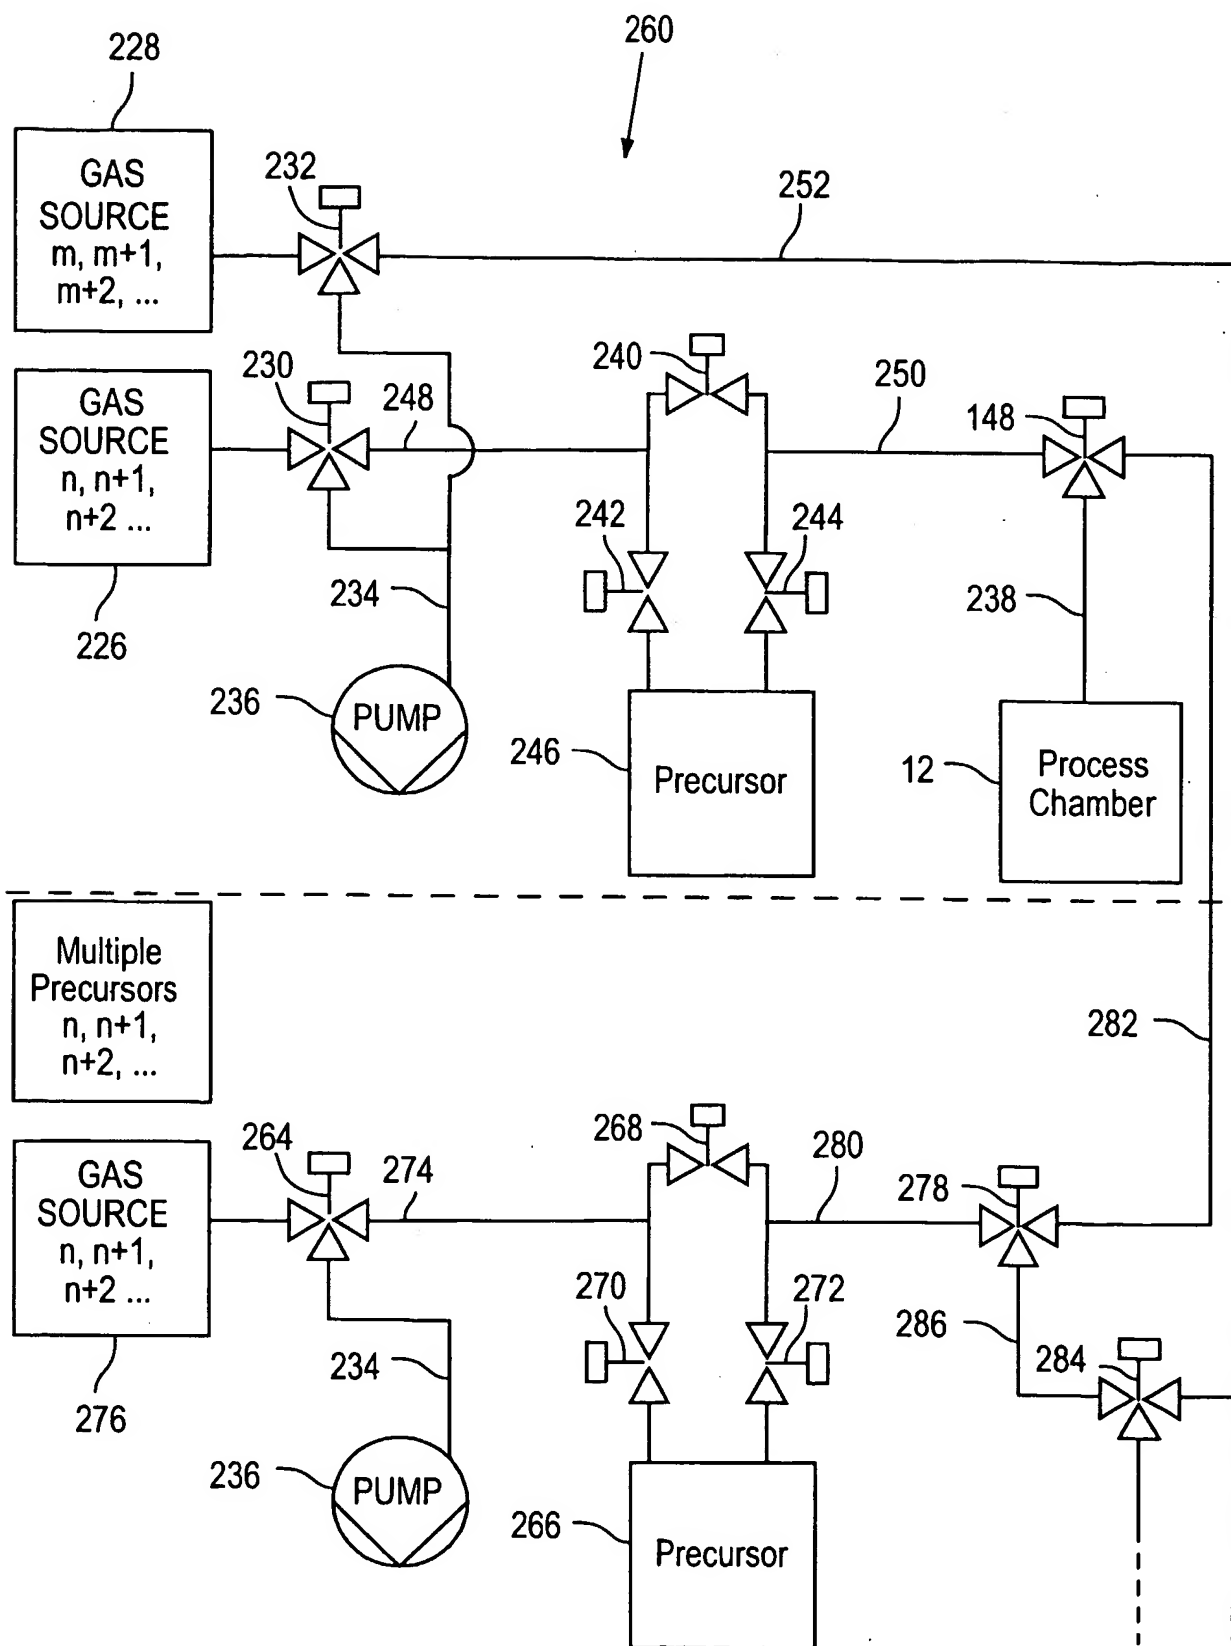 260
228
GAS
SOURCE
m, m+1,
m+2, ...
232
252
230
GAS
SOURCE
n, n+1,
n+2 ...
226
248
240
250
148
242
244
234
238
236
PUMP
246
Precursor
12
Process
Chamber
Multiple
Precursors
n, n+1,
n+2, ...
282
264
274
268
280
278
GAS
SOURCE
n, n+1,
n+2 ...
276
270
272
286
284
234
236
PUMP
266
Precursor